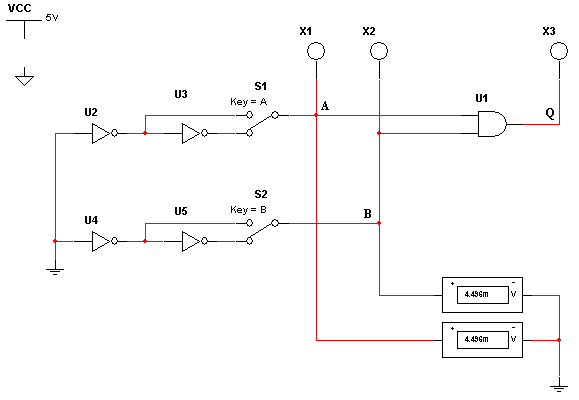 VCC
5V
X1
X2
X3
S1
Key = A
U3
U2
A
U1
Q
S2
Key = B
U5
U4
B
+ -
4.496m V
+ -
4.496m V